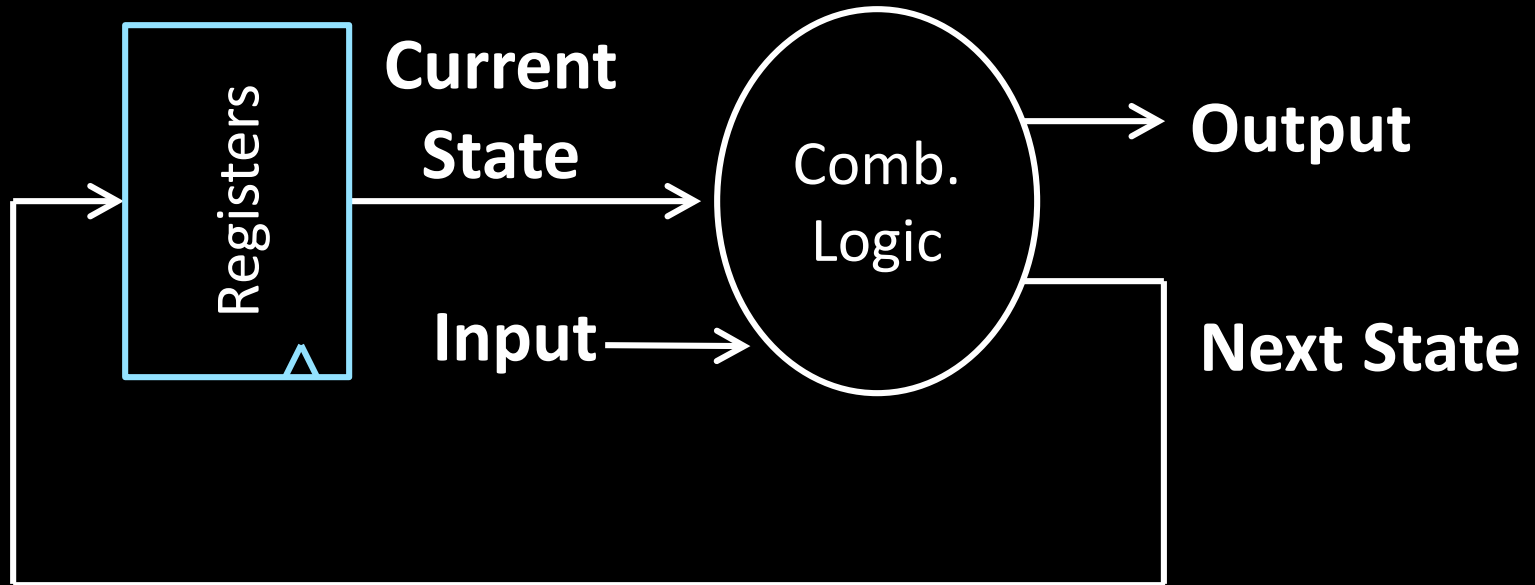 Registers
Current
State
Input
Comb.
Logic
Output
Next State